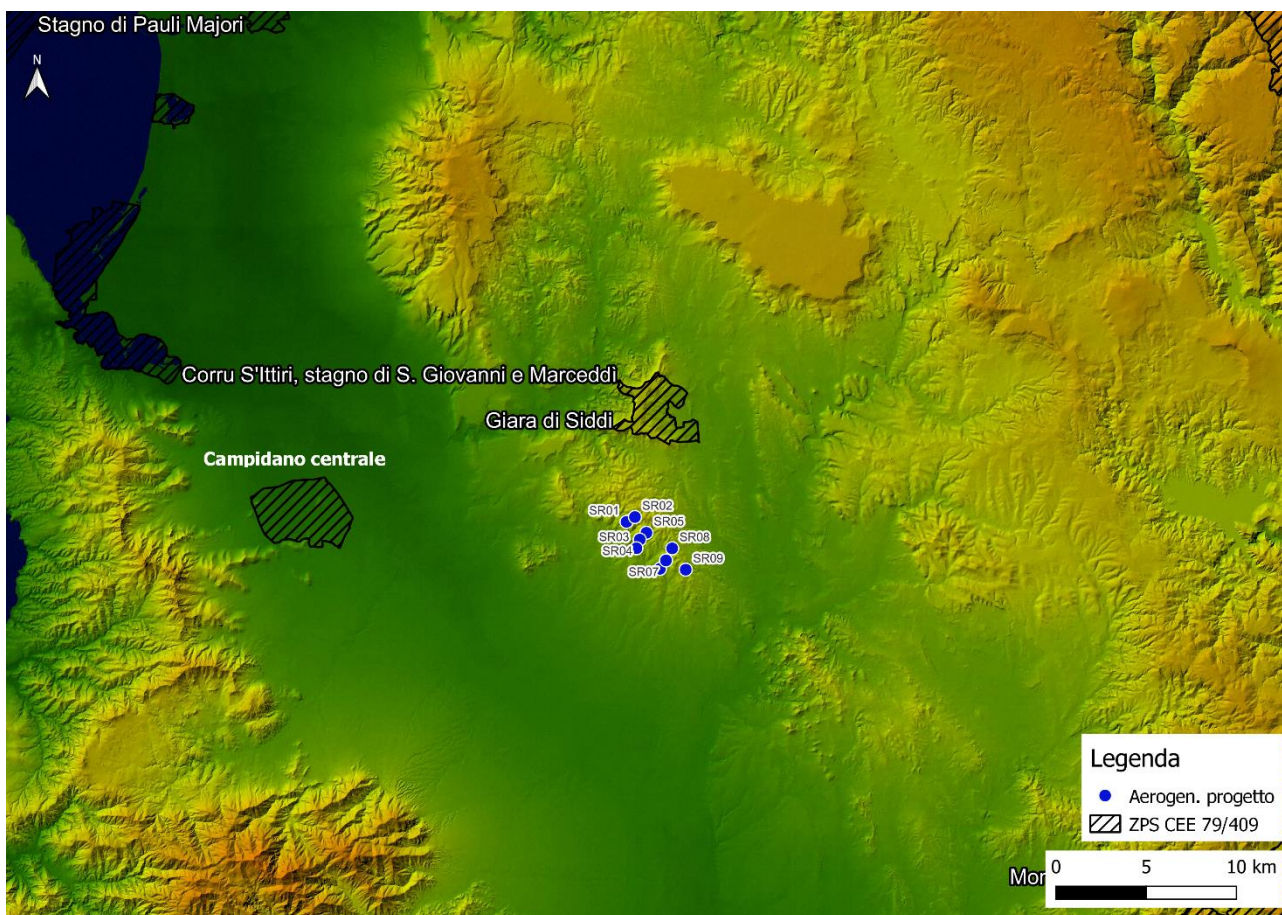 Stagno di Pauli Majori
N
Corru S'Ittiri, stagno di S. Giovanni e Marceddì
Giara di Siddi
Campidano centrale
SR01
SR02
SR05
SR03
SR04
SR08
SR07
SR09
Legenda
Aerogen. progetto
ZPS CEE 79/409
0 5 10 km
Mon